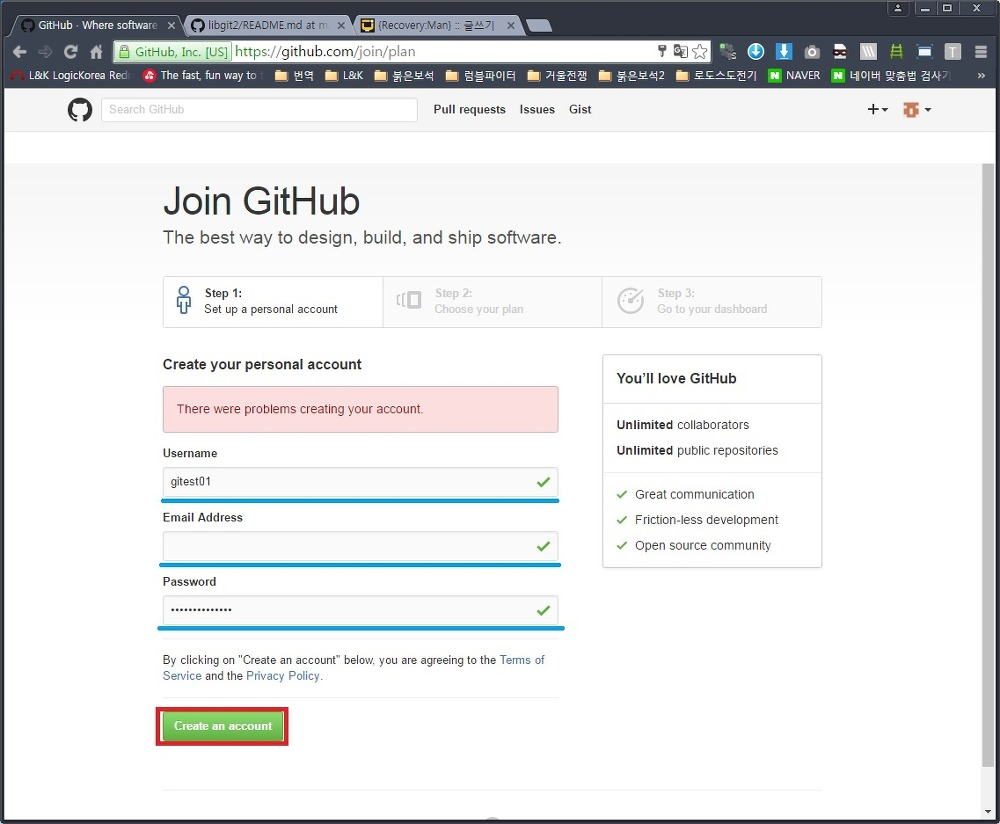 GitHub · Where software
libgit2/README.md at m
{Recovery:Man} :: 글쓰기
GitHub, Inc. [US]
https://github.com/join/plan
L&K LogicKorea Red
The fast, fun way to
번역
L&K
붉은보석
럼블파이터
거울전쟁
붉은보석2
로도스도전기
NAVER
네이버 맞춤법 검사기
»
Search GitHub
Pull requests
Issues
Gist
Join GitHub
The best way to design, build, and ship software.
Step 1:
Set up a personal account
Step 2:
Choose your plan
Step 3:
Go to your dashboard
Create your personal account
There were problems creating your account.
Username
gitest01
Email Address
Password
••••••••••••••
By clicking on "Create an account" below, you are agreeing to the Terms of
Service and the Privacy Policy.
Create an account
You'll love GitHub
Unlimited collaborators
Unlimited public repositories
Great communication
Friction-less development
Open source community